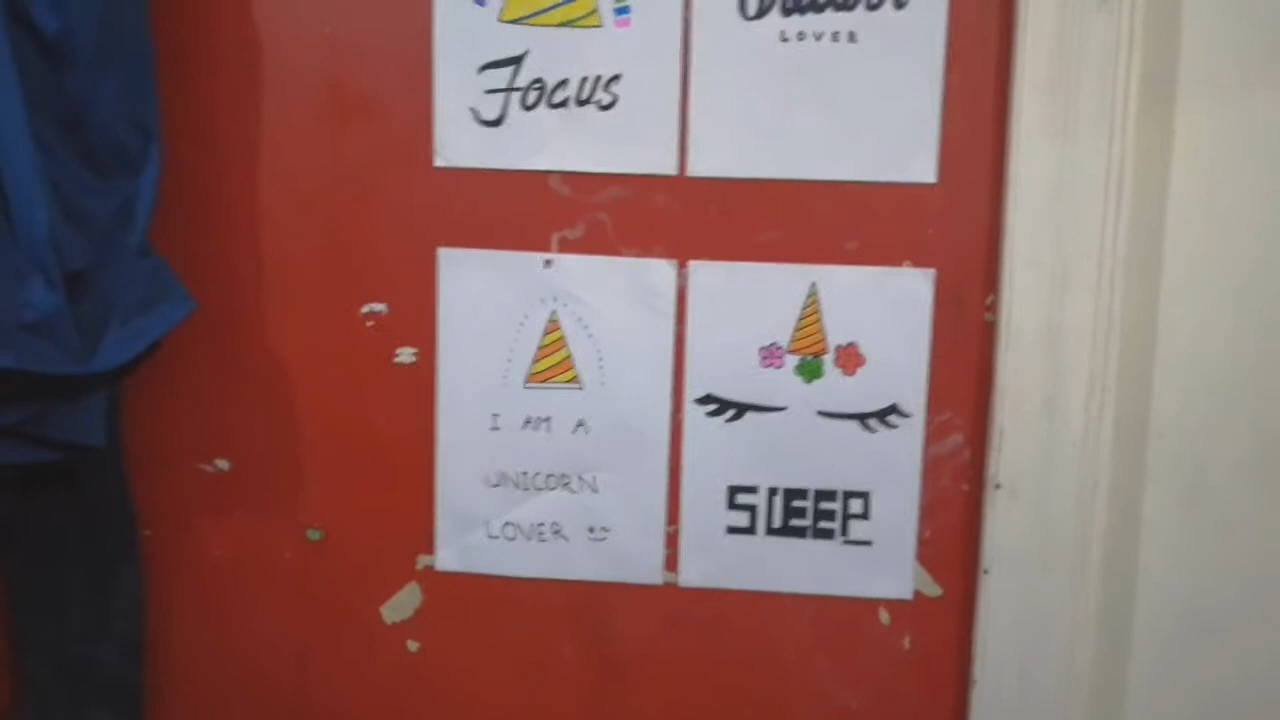 Focus
LOVER
I AM A
UNICORN
LOVER
SLEEP